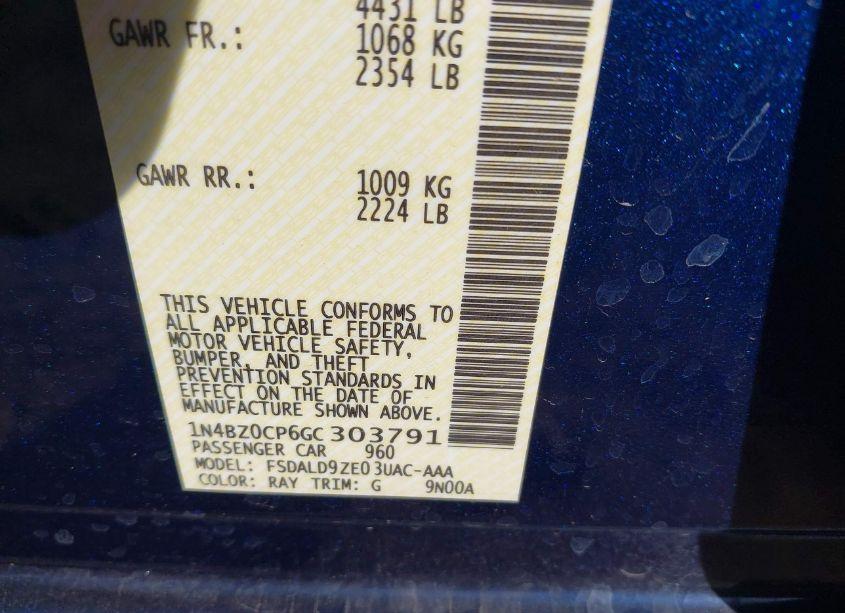 4431 LB
GAWR FR.: 1068 KG
2354 LB
GAWR RR.: 1009 KG
2224 LB
THIS VEHICLE CONFORMS TO
ALL APPLICABLE FEDERAL
MOTOR VEHICLE SAFETY,
BUMPER, AND THEFT
PREVENTION STANDARDS IN
EFFECT ON THE DATE OF
MANUFACTURE SHOWN ABOVE.
1N4BZ0CP6GC303791
PASSENGER CAR 960
MODEL: FSDALD9ZE0 3UAC-AAA
COLOR: RAY TRIM: G 9N00A